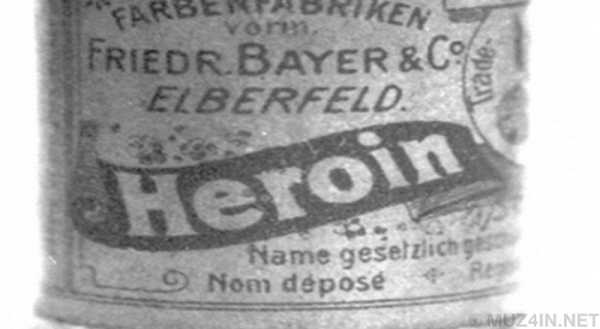 FARBENFABRIKEN
vorm.
FRIEDR. BAYER & Co.
ELBERFELD.
Trade-
Heroin
Name gesetzlich
Nom déposé
MUZ4IN.NET